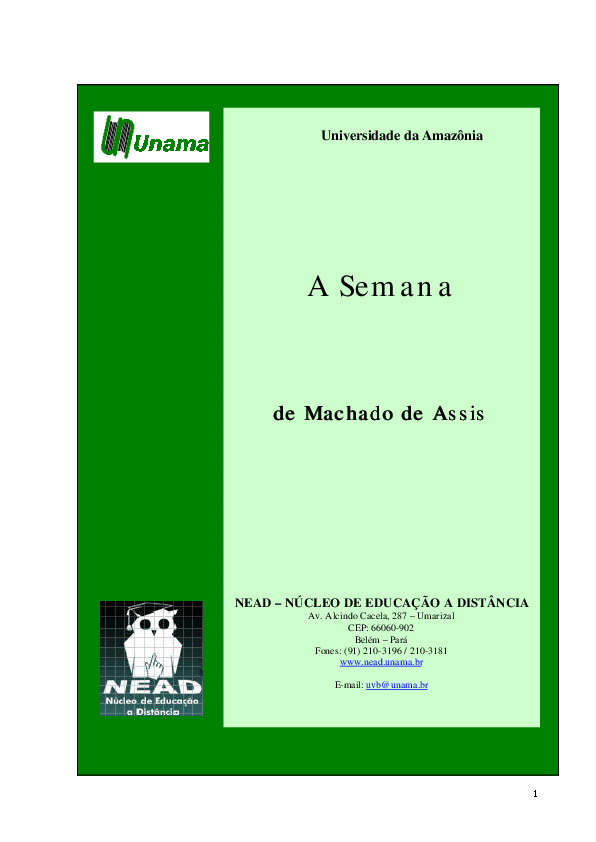 Unama
Universidade da Amazônia
A Semana
de Machado de Assis
NEAD – NÚCLEO DE EDUCAÇÃO A DISTÂNCIA
Av. Alcindo Cacela, 287 – Umarizal
CEP: 66060-902
Belém – Pará
Fones: (91) 210-3196 / 210-3181
www.nead.unama.br
E-mail: uvb@unama.br
NEAD
Núcleo de Educação
a Distância
1